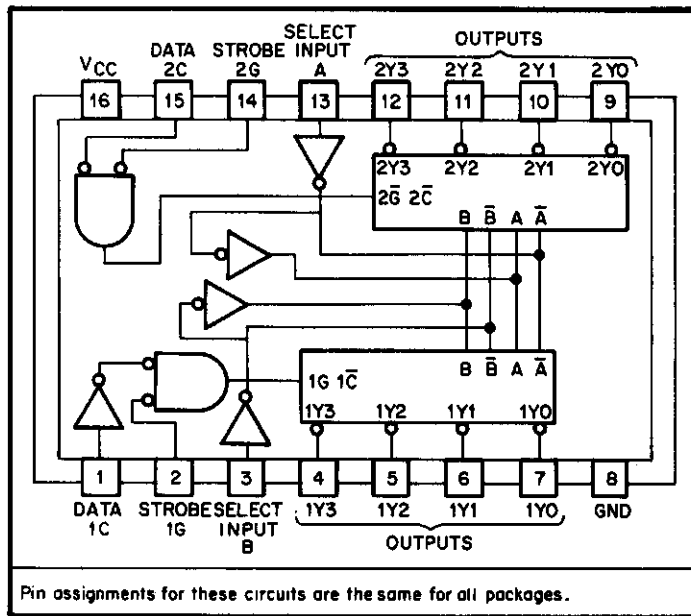 SELECT
DATA STROBE INPUT OUTPUTS
VCC 2C 2G A 2Y3 2Y2 2Y1 2Y0
16 15 14 13 12 11 10 9
2Y3 2Y2 2Y1 2Y0
2G̅ 2C̅
B B̅ A A̅
B B̅ A A̅
1G 1C̅
1Y3 1Y2 1Y1 1Y0
1 2 3 4 5 6 7 8
DATA STROBE SELECT 1Y3 1Y2 1Y1 1Y0 GND
1C 1G INPUT OUTPUTS
B
Pin assignments for these circuits are the same for all packages.